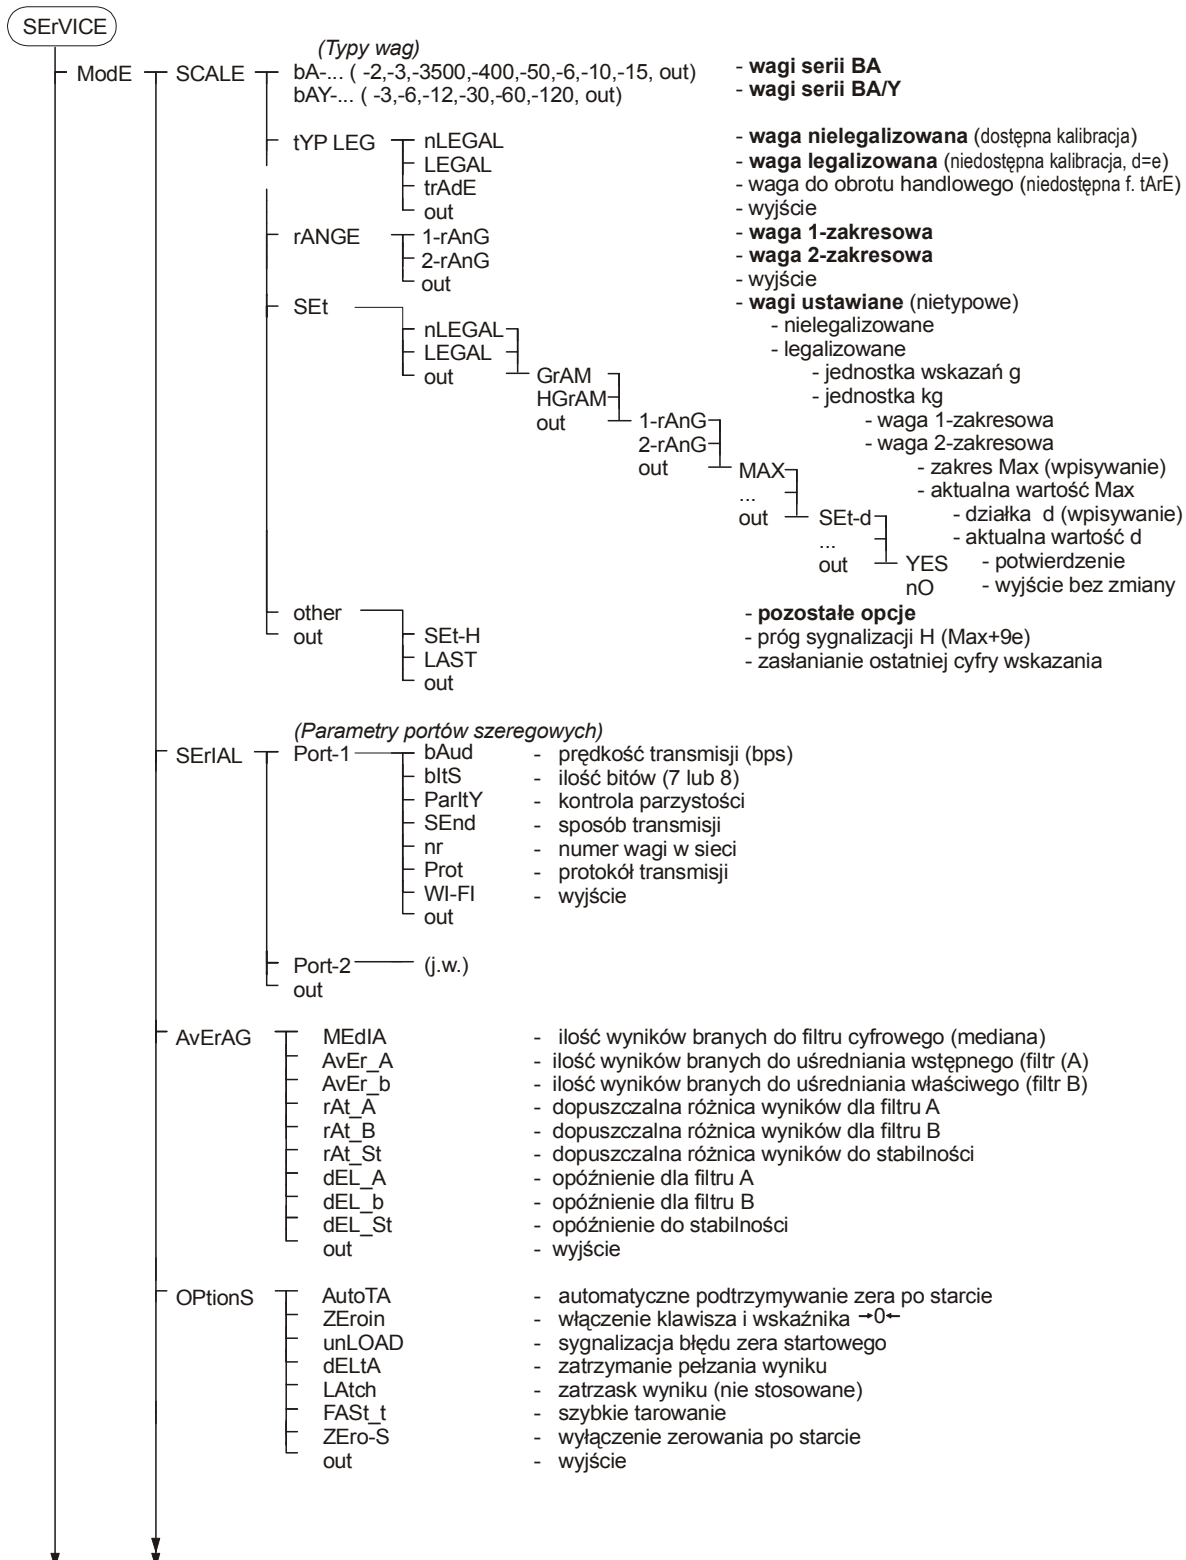 SErVICE
(Typy wag)
ModE SCALE bA-... ( -2,-3,-3500,-400,-50,-6,-10,-15, out) - wagi serii BA
bAY-... ( -3,-6,-12,-30,-60,-120, out) - wagi serii BA/Y
tYP LEG nLEGAL - waga nielegalizowana (dostępna kalibracja)
LEGAL - waga legalizowana (niedostępna kalibracja, d=e)
trAdE - waga do obrotu handlowego (niedostępna f. tArE)
out - wyjście
rANGE 1-rAnG - waga 1-zakresowa
2-rAnG - waga 2-zakresowa
out - wyjście
SEt - wagi ustawiane (nietypowe)
nLEGAL - nielegalizowane
LEGAL - legalizowane
out GrAM - jednostka wskazań g
HGrAM - jednostka kg
out 1-rAnG - waga 1-zakresowa
2-rAnG - waga 2-zakresowa
out MAX - zakres Max (wpisywanie)
... - aktualna wartość Max
out SEt-d - działka d (wpisywanie)
... - aktualna wartość d
out YES - potwierdzenie
nO - wyjście bez zmiany
other - pozostałe opcje
out SEt-H - próg sygnalizacji H (Max+9e)
LAST - zasłanianie ostatniej cyfry wskazania
out
(Parametry portów szeregowych)
SErIAL Port-1 bAud - prędkość transmisji (bps)
bItS - ilość bitów (7 lub 8)
ParItY - kontrola parzystości
SEnd - sposób transmisji
nr - numer wagi w sieci
Prot - protokół transmisji
WI-FI - wyjście
out
Port-2 (j.w.)
out
AvErAG MEdIA - ilość wyników branych do filtru cyfrowego (mediana)
AvEr_A - ilość wyników branych do uśredniania wstępnego (filtr (A)
AvEr_b - ilość wyników branych do uśredniania właściwego (filtr B)
rAt_A - dopuszczalna różnica wyników dla filtru A
rAt_B - dopuszczalna różnica wyników dla filtru B
rAt_St - dopuszczalna różnica wyników do stabilności
dEL_A - opóźnienie dla filtru A
dEL_b - opóźnienie dla filtru B
dEL_St - opóźnienie do stabilności
out - wyjście
OPtionS AutoTA - automatyczne podtrzymywanie zera po starcie
ZEroin - włączenie klawisza i wskaźnika →0←
unLOAD - sygnalizacja błędu zera startowego
dELtA - zatrzymanie pełzania wyniku
LAtch - zatrzask wyniku (nie stosowane)
FASt_t - szybkie tarowanie
ZEro-S - wyłączenie zerowania po starcie
out - wyjście